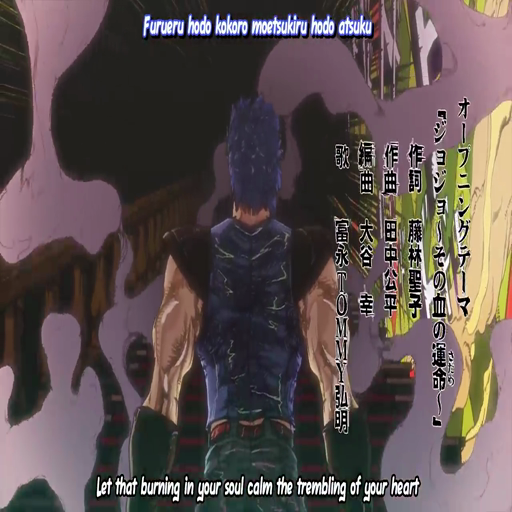 Furueru hodo kokoro moetsukiru hodo atsuku
オープニングテーマ
『ジョジョ～その血の運命～』
さだめ
作詞 藤林聖子
作曲 田中公平
編曲 大谷 幸
歌 富永TOMMY弘明
Let that burning in your soul calm the trembling of your heart